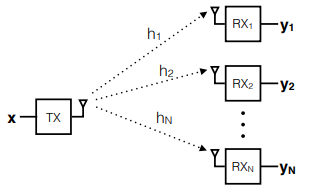 h₁
RX₁
y₁
h₂
RX₂
y₂
x
TX
hₙ
RXₙ
yₙ